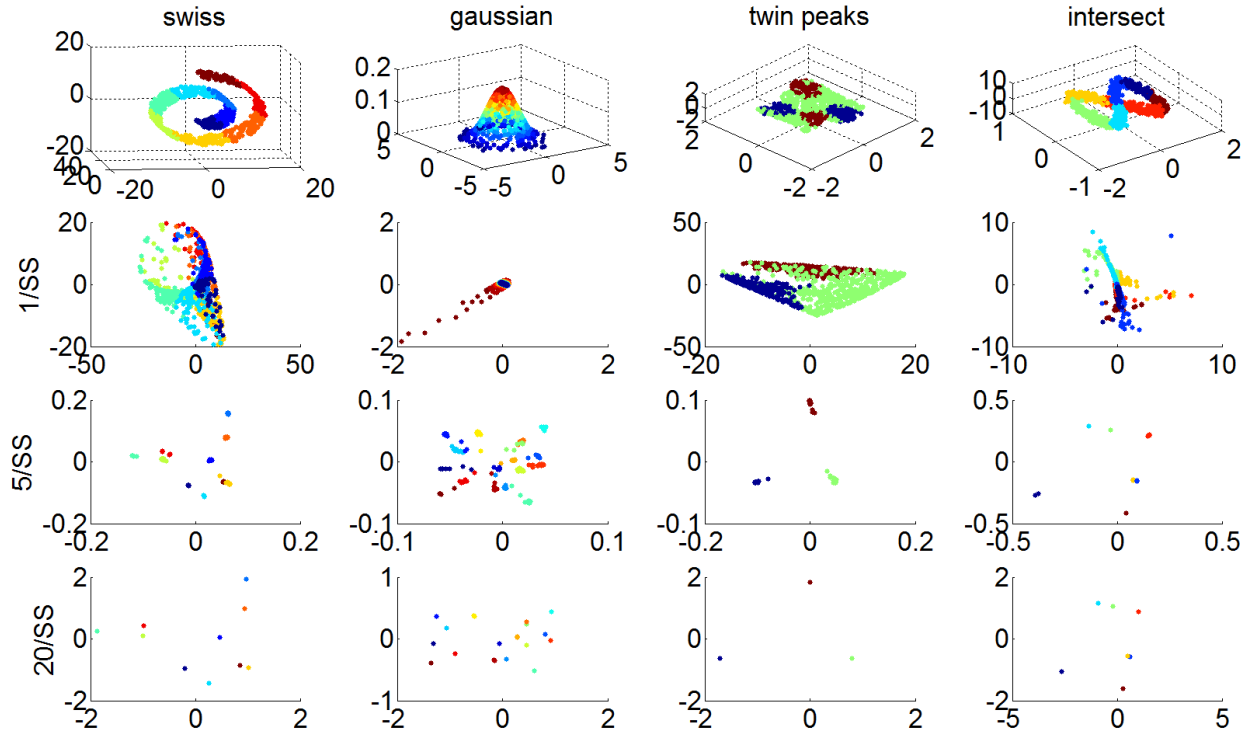 swiss gaussian twin peaks intersect
20 0 -20 40 20 0 -20 0 20
0.2 0.1 0 5 0 -5 -5 0 5
2 0 -2 2 0 -2 -2 0 2
10 0 -10 1 0 -1 -2 0 2
1/SS
20 0 -20 -50 0 50
2 0 -2 -2 0 2
50 0 -50 -20 0 20
10 0 -10 -10 0 10
5/SS
0.2 0 -0.2 -0.2 0 0.2
0.1 0 -0.1 -0.1 0 0.1
0.1 0 -0.1 -0.2 0 0.2
0.5 0 -0.5 -0.5 0 0.5
20/SS
2 0 -2 -2 0 2
1 0 -1 -2 0 2
2 0 -2 -2 0 2
2 0 -2 -5 0 5